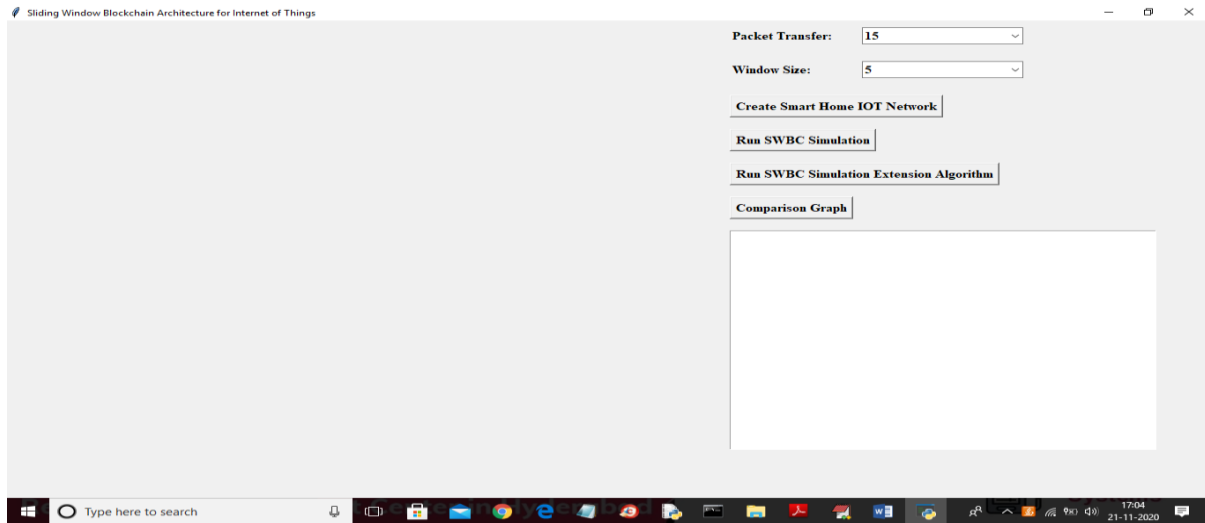 Sliding Window Blockchain Architecture for Internet of Things
Packet Transfer: 15
Window Size: 5
Create Smart Home IOT Network
Run SWBC Simulation
Run SWBC Simulation Extension Algorithm
Comparison Graph
Type here to search
17:04
21-11-2020